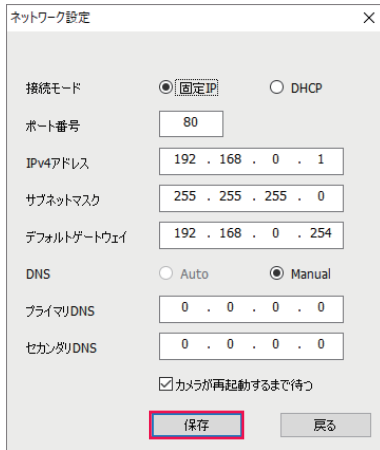 ネットワーク設定
接続モード 固定IP DHCP
ポート番号 80
IPv4アドレス 192 . 168 . 0 . 1
サブネットマスク 255 . 255 . 255 . 0
デフォルトゲートウェイ 192 . 168 . 0 . 254
DNS Auto Manual
プライマリDNS 0 . 0 . 0 . 0
セカンダリDNS 0 . 0 . 0 . 0
カメラが再起動するまで待つ
保存 戻る